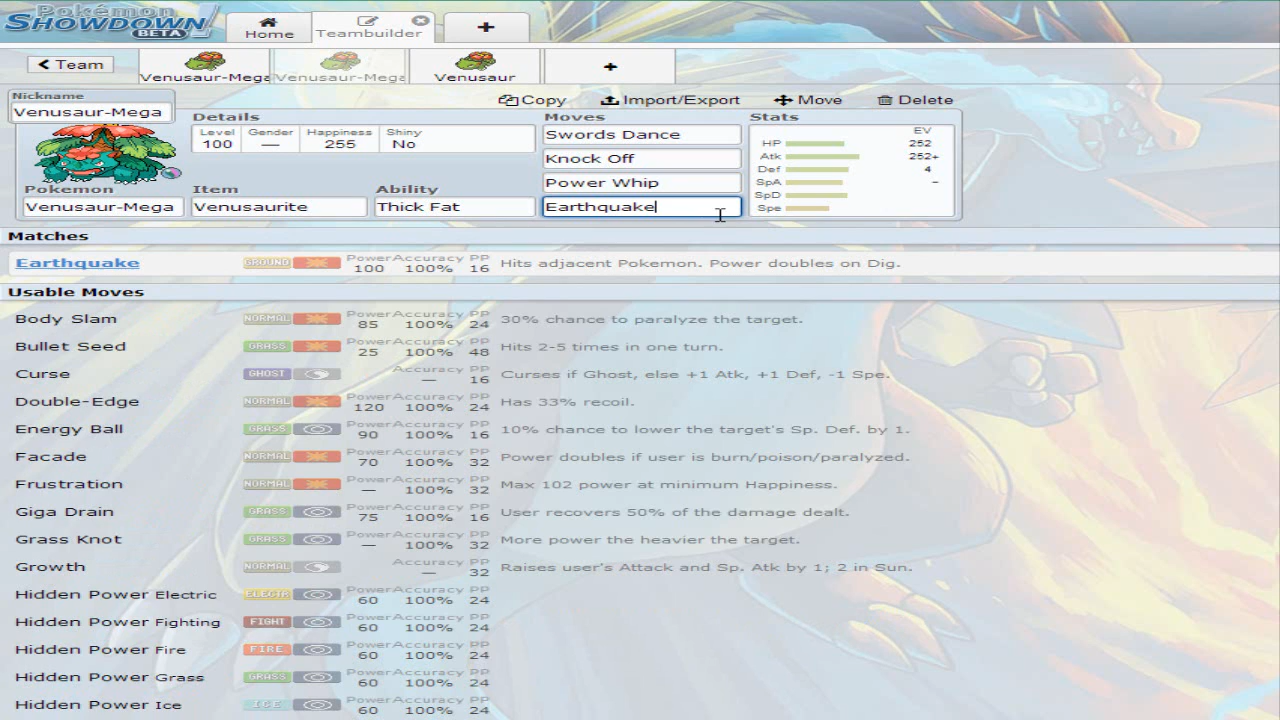 Pokémon
SHOWDOWN
BETA
Home
Teambuilder
+
< Team
Venusaur-Mega
Venusaur-Mega
Venusaur
+
Nickname
Venusaur-Mega
Copy Import/Export Move Delete
Details
Level Gender Happiness Shiny
100 — 255 No
Pokemon
Venusaur-Mega
Item
Venusaurite
Ability
Thick Fat
Moves
Swords Dance
Knock Off
Power Whip
Earthquake
Stats
EV
HP 252
Atk 252+
Def 4
SpA –
SpD
Spe
Matches
Earthquake GROUND Power 100 Accuracy 100% PP 16 Hits adjacent Pokemon. Power doubles on Dig.
Usable Moves
Body Slam NORMAL Power 85 Accuracy 100% PP 24 30% chance to paralyze the target.
Bullet Seed GRASS Power 25 Accuracy 100% PP 48 Hits 2-5 times in one turn.
Curse GHOST Accuracy — PP 16 Curses if Ghost, else +1 Atk, +1 Def, -1 Spe.
Double-Edge NORMAL Power 120 Accuracy 100% PP 24 Has 33% recoil.
Energy Ball GRASS Power 90 Accuracy 100% PP 16 10% chance to lower the target's Sp. Def. by 1.
Facade NORMAL Power 70 Accuracy 100% PP 32 Power doubles if user is burn/poison/paralyzed.
Frustration NORMAL Power — Accuracy 100% PP 32 Max 102 power at minimum Happiness.
Giga Drain GRASS Power 75 Accuracy 100% PP 16 User recovers 50% of the damage dealt.
Grass Knot GRASS Power — Accuracy 100% PP 32 More power the heavier the target.
Growth NORMAL Accuracy — PP 32 Raises user's Attack and Sp. Atk by 1; 2 in Sun.
Hidden Power Electric ELECTR Power 60 Accuracy 100% PP 24
Hidden Power Fighting FIGHT Power 60 Accuracy 100% PP 24
Hidden Power Fire FIRE Power 60 Accuracy 100% PP 24
Hidden Power Grass GRASS Power 60 Accuracy 100% PP 24
Hidden Power Ice ICE Power 60 Accuracy 100% PP 24